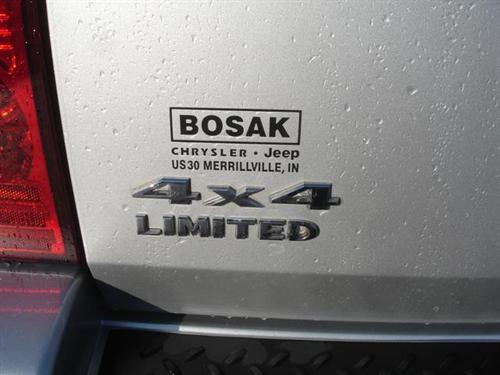 BOSAK
CHRYSLER · Jeep
US30 MERRILLVILLE, IN
4x4
LIMITED